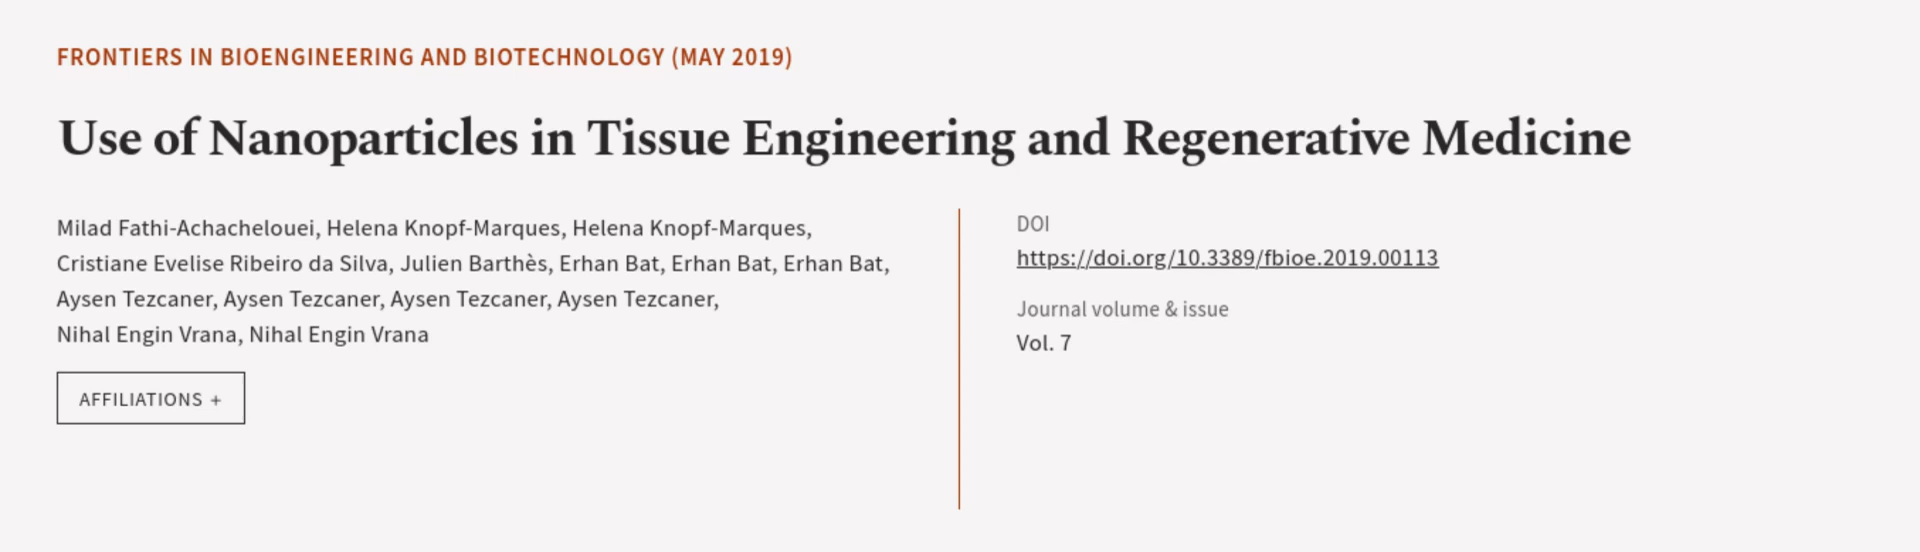 FRONTIERS IN BIOENGINEERING AND BIOTECHNOLOGY (MAY 2019)
Use of Nanoparticles in Tissue Engineering and Regenerative Medicine
Milad Fathi-Achachelouei, Helena Knopf-Marques, Helena Knopf-Marques,
Cristiane Evelise Ribeiro da Silva, Julien Barthès, Erhan Bat, Erhan Bat, Erhan Bat,
Aysen Tezcaner, Aysen Tezcaner, Aysen Tezcaner, Aysen Tezcaner,
Nihal Engin Vrana, Nihal Engin Vrana
AFFILIATIONS +
DOI
https://doi.org/10.3389/fbioe.2019.00113
Journal volume & issue
Vol. 7